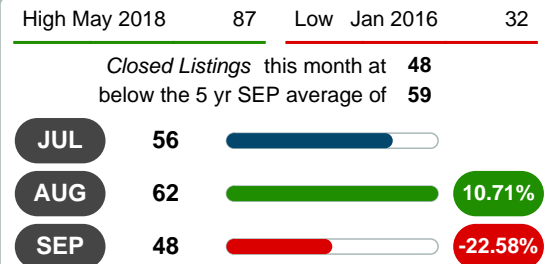 High May 2018 87 Low Jan 2016 32
Closed Listings this month at 48
below the 5 yr SEP average of 59
JUL 56
AUG 62 10.71%
SEP 48 -22.58%